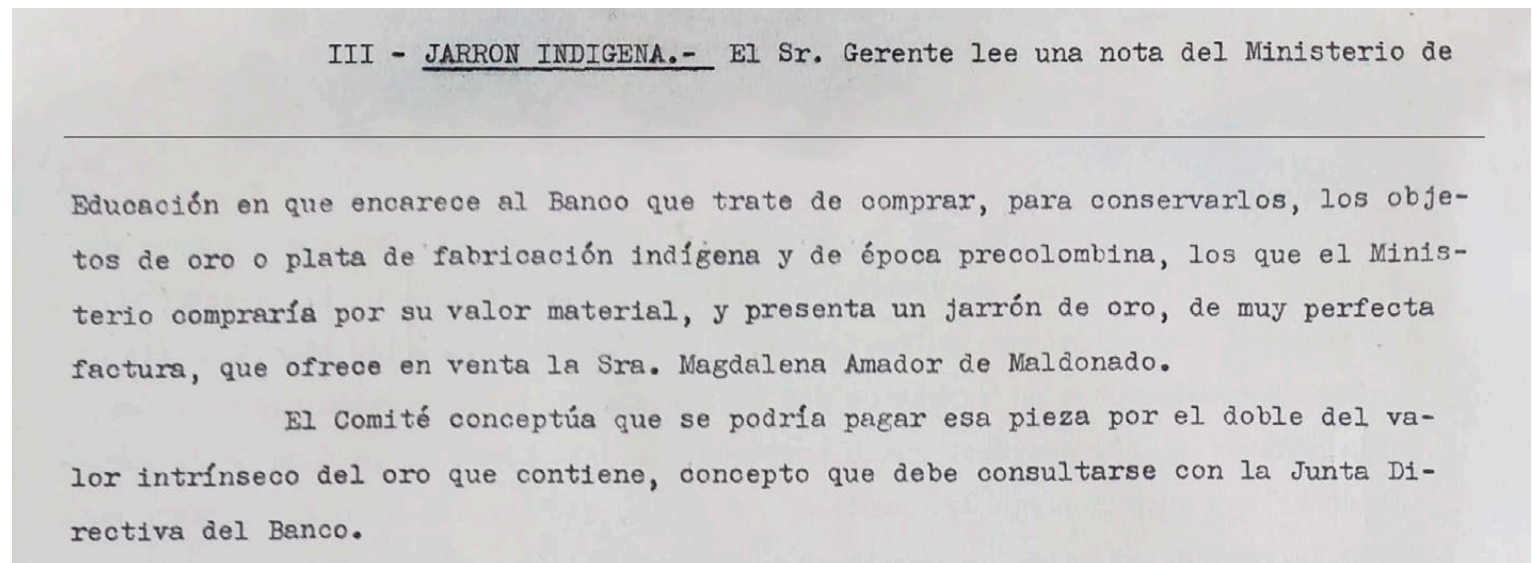 III - JARRON INDIGENA.- El Sr. Gerente lee una nota del Ministerio de
Educación en que encarece al Banco que trate de comprar, para conservarlos, los obje-
tos de oro o plata de fabricación indígena y de época precolombina, los que el Minis-
terio compraría por su valor material, y presenta un jarrón de oro, de muy perfecta
factura, que ofrece en venta la Sra. Magdalena Amador de Maldonado.
El Comité conceptúa que se podría pagar esa pieza por el doble del va-
lor intrínseco del oro que contiene, concepto que debe consultarse con la Junta Di-
rectiva del Banco.